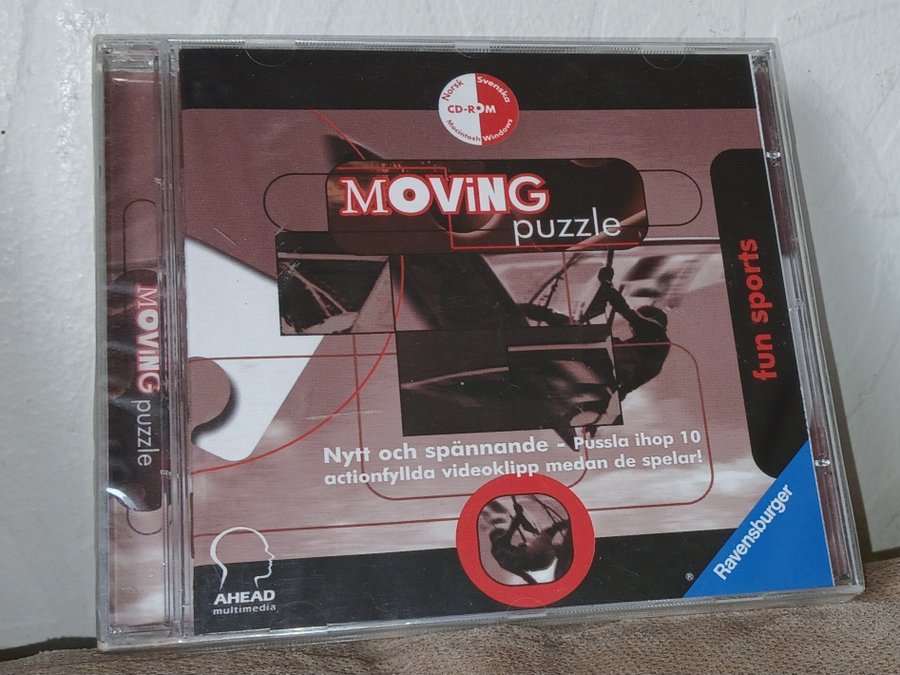 Norsk Svenska
CD-ROM
Macintosh Windows
MOViNG
puzzle
fun sports
MOViNG puzzle
Nytt och spännande - Pussla ihop 10
actionfyllda videoklipp medan de spelar!
Ravensburger
®
AHEAD
multimedia